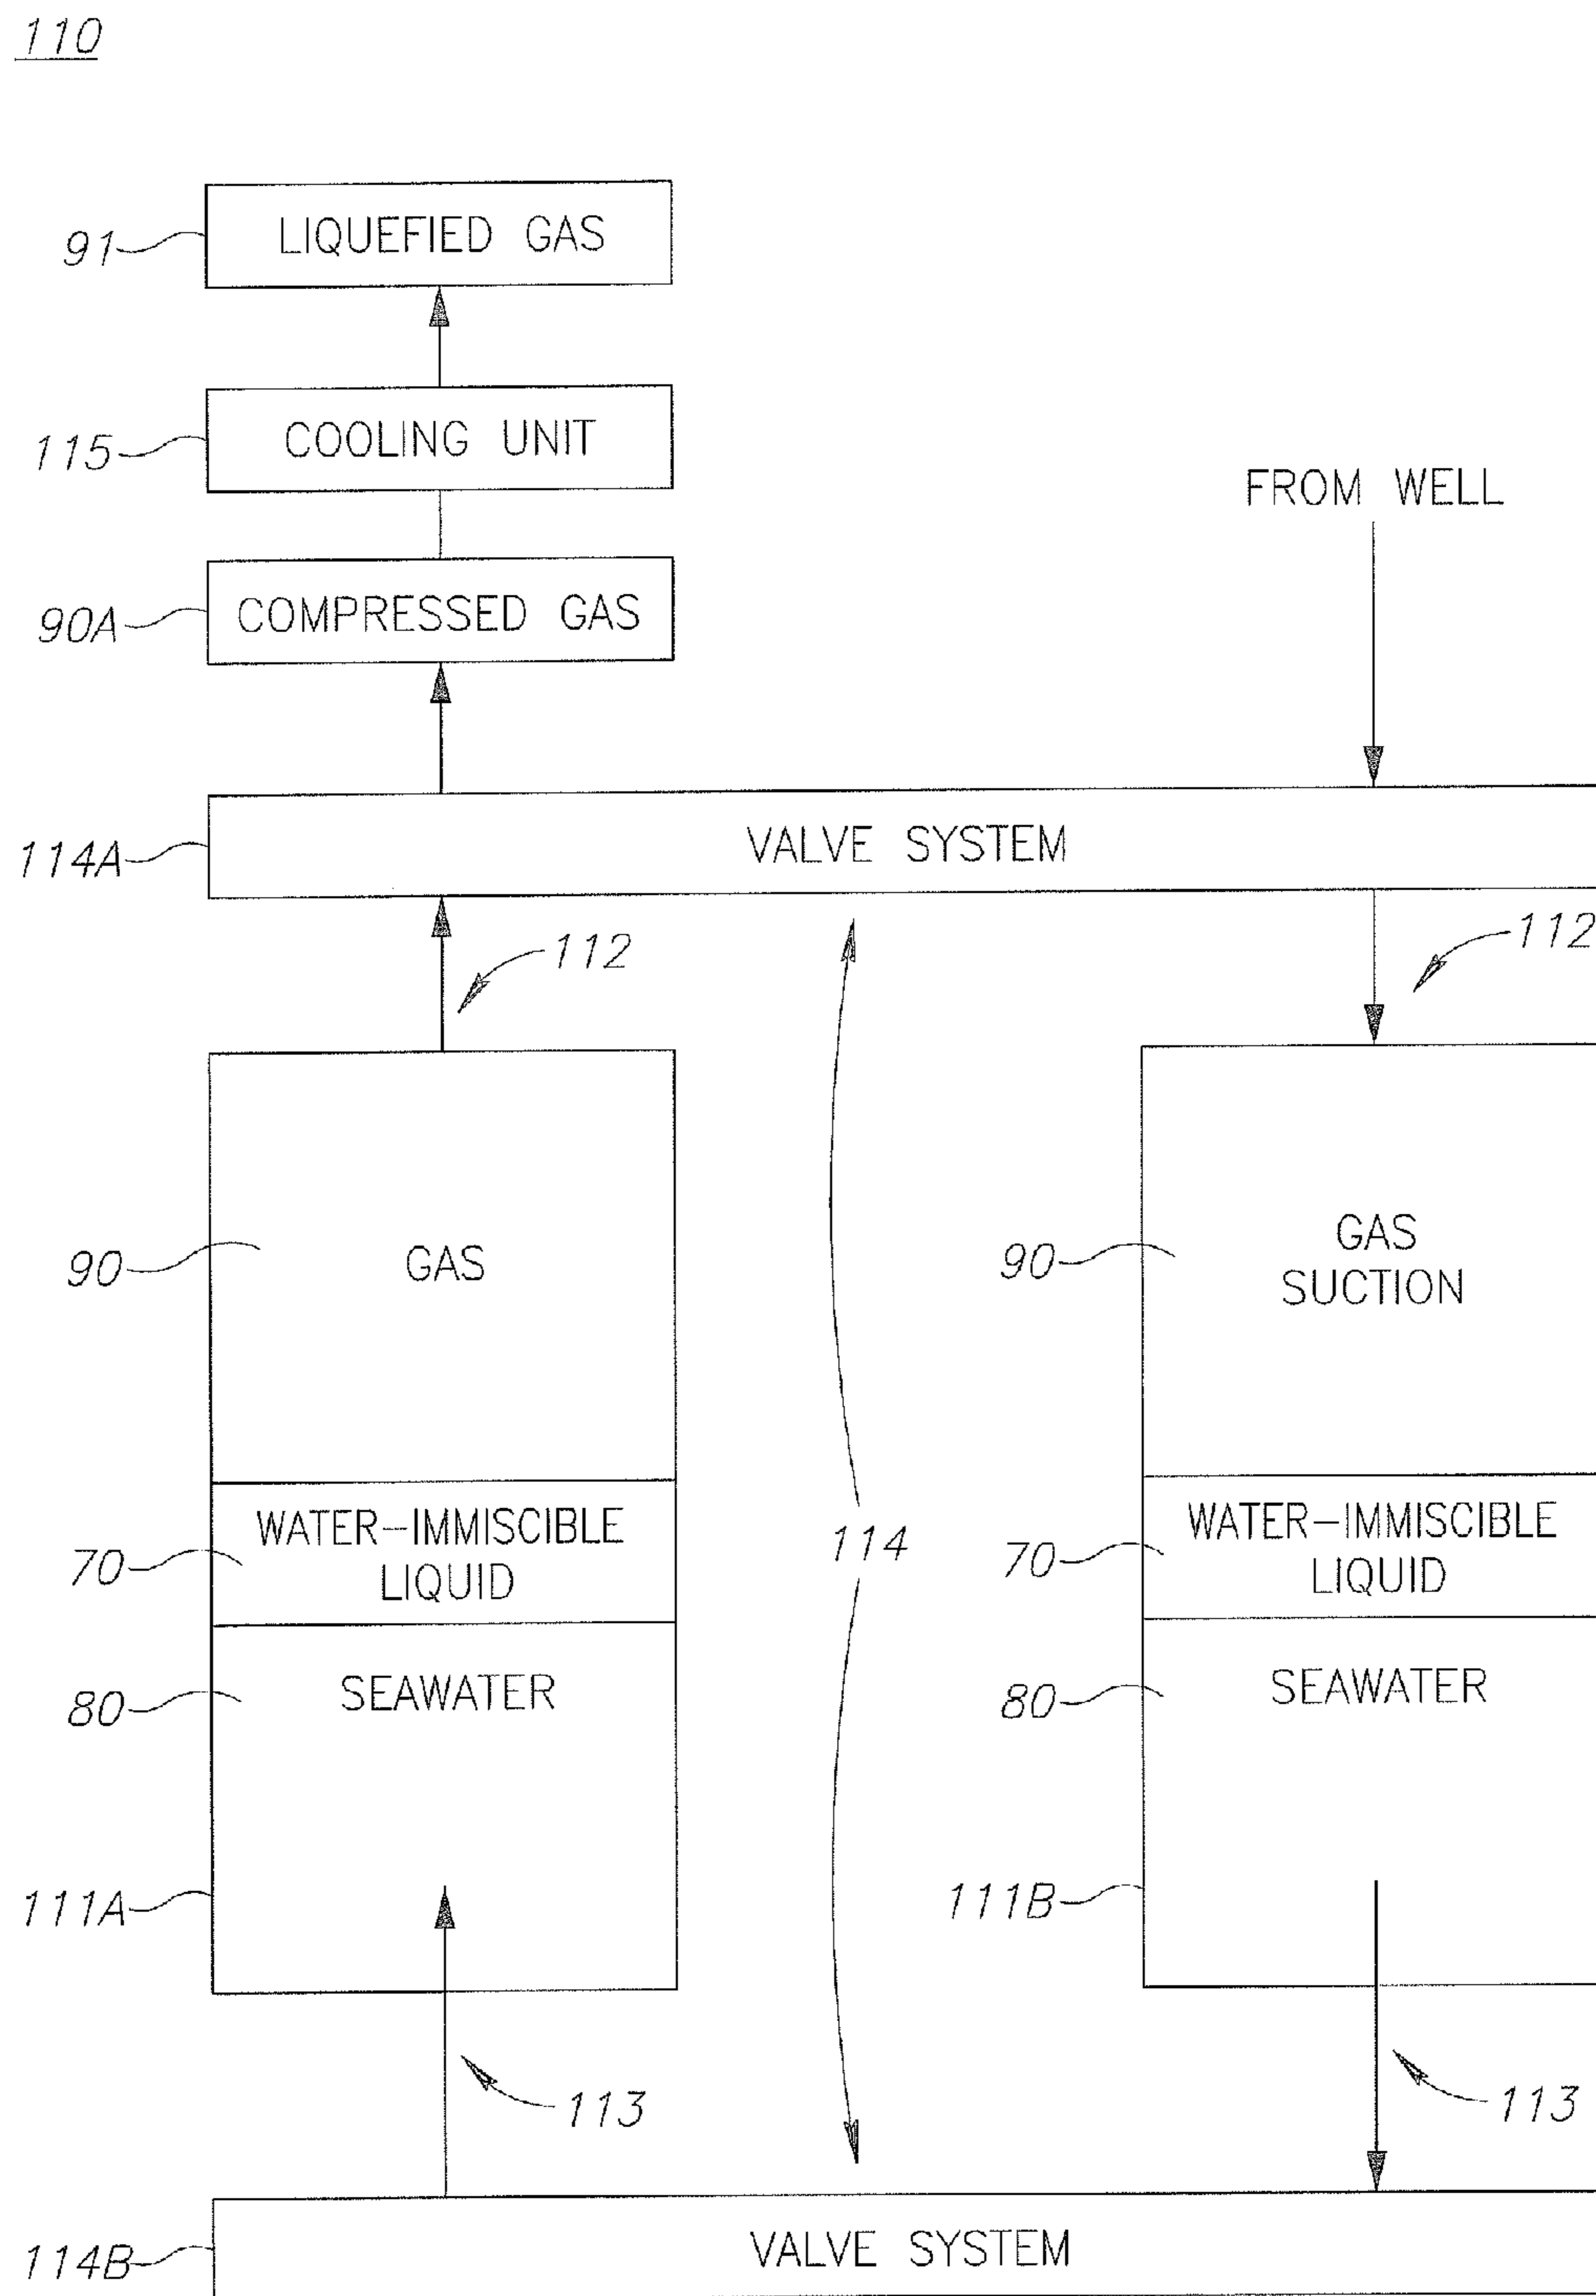 110
LIQUEFIED GAS
91
COOLING UNIT
115
FROM WELL
COMPRESSED GAS
90A
VALVE SYSTEM
114A
112
112
GAS
90
GAS
SUCTION
90
WATER-IMMISCIBLE
LIQUID
70
114
WATER-IMMISCIBLE
LIQUID
70
SEAWATER
80
SEAWATER
80
111A
111B
113
113
VALVE SYSTEM
114B